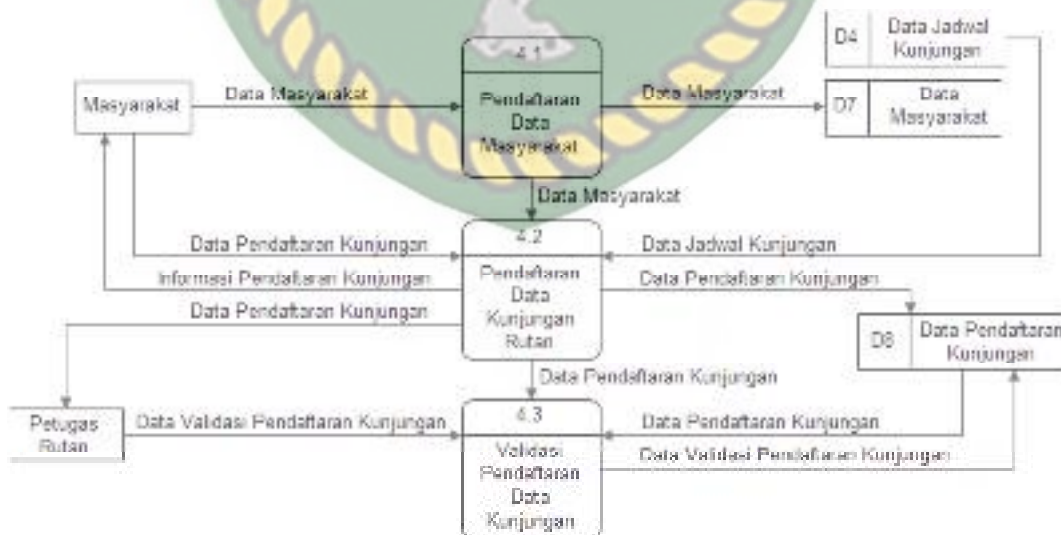 4.1
Pendaftaran
Data
Masyarakat
Masyarakat
Data Masyarakat
Data Masyarakat
D4
Data Jadwal
Kunjungan
D7
Data
Masyarakat
Data Masyarakat
4.2
Pendaftaran
Data
Kunjungan
Rutan
Data Pendaftaran Kunjungan
Informasi Pendaftaran Kunjungan
Data Pendaftaran Kunjungan
Data Jadwal Kunjungan
Data Pendaftaran Kunjungan
Data Pendaftaran
Kunjungan
Data Pendaftaran Kunjungan
Petugas
Rutan
Data Validasi Pendaftaran Kunjungan
4.3
Validasi
Pendaftaran
Data
Kunjungan
Data Pendaftaran Kunjungan
Data Validasi Pendaftaran Kunjungan